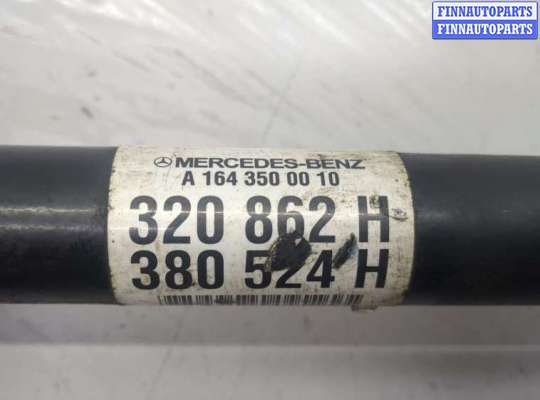 FINNAUTOPARTS
FINNAUTOPARTS
MERCEDES-BENZ
A 164 350 00 10
320 862 H
380 524 H